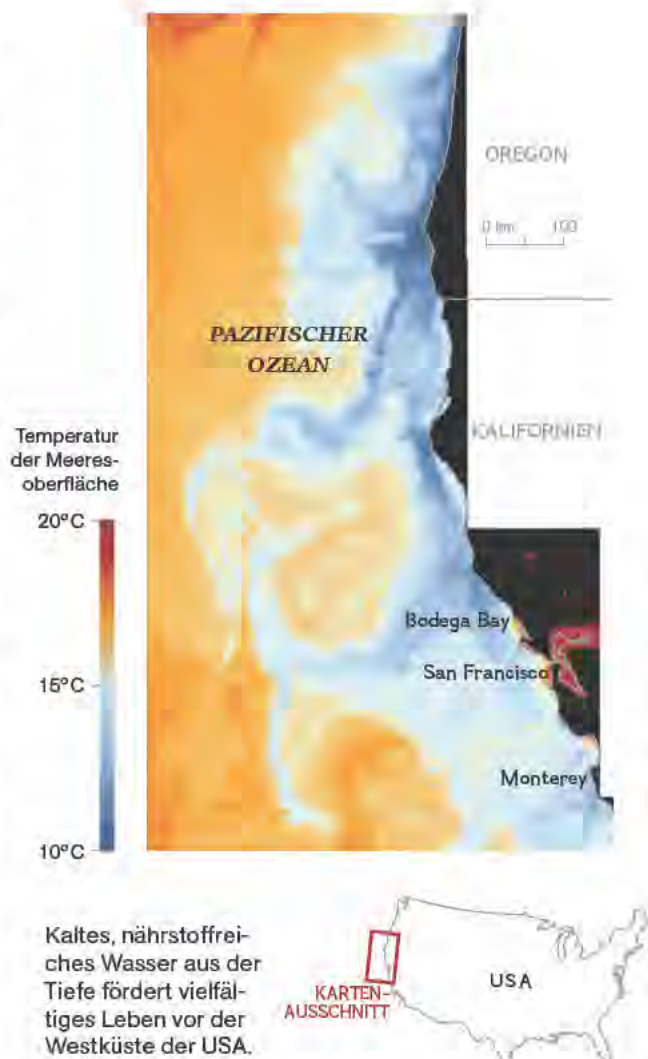 OREGON
0 km 100
PAZIFISCHER
OZEAN
KALIFORNIEN
Temperatur
der Meeres-
oberfläche
20°C
15°C
10°C
Bodega Bay
San Francisco
Monterey
Kaltes, nährstoffrei-
ches Wasser aus der
Tiefe fördert vielfäl-
tiges Leben vor der
Westküste der USA.
KARTEN-
AUSSCHNITT
USA